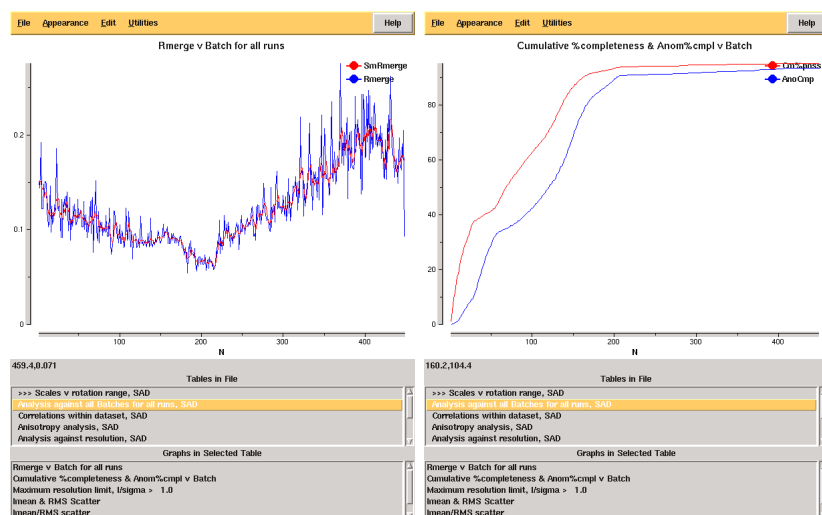 File Appearance Edit Utilities Help
Rmerge v Batch for all runs
SmRmerge
Rmerge
0.2
0.1
0
100 200 300 400
N
459.4,0.071
Tables in File
>>> Scales v rotation range, SAD
Analysis against all Batches for all runs, SAD
Correlations within dataset, SAD
Anisotropy analysis, SAD
Analysis against resolution, SAD
Graphs in Selected Table
Rmerge v Batch for all runs
Cumulative %completeness & Anom%cmpl v Batch
Maximum resolution limit, I/sigma > 1.0
Imean & RMS Scatter
Imean/RMS scatter
File Appearance Edit Utilities Help
Cumulative %completeness & Anom%cmpl v Batch
Cm%poss
AnoCmp
80
60
40
20
0
100 200 300 400
N
160.2,104.4
Tables in File
>>> Scales v rotation range, SAD
Analysis against all Batches for all runs, SAD
Correlations within dataset, SAD
Anisotropy analysis, SAD
Analysis against resolution, SAD
Graphs in Selected Table
Rmerge v Batch for all runs
Cumulative %completeness & Anom%cmpl v Batch
Maximum resolution limit, I/sigma > 1.0
Imean & RMS Scatter
Imean/RMS scatter